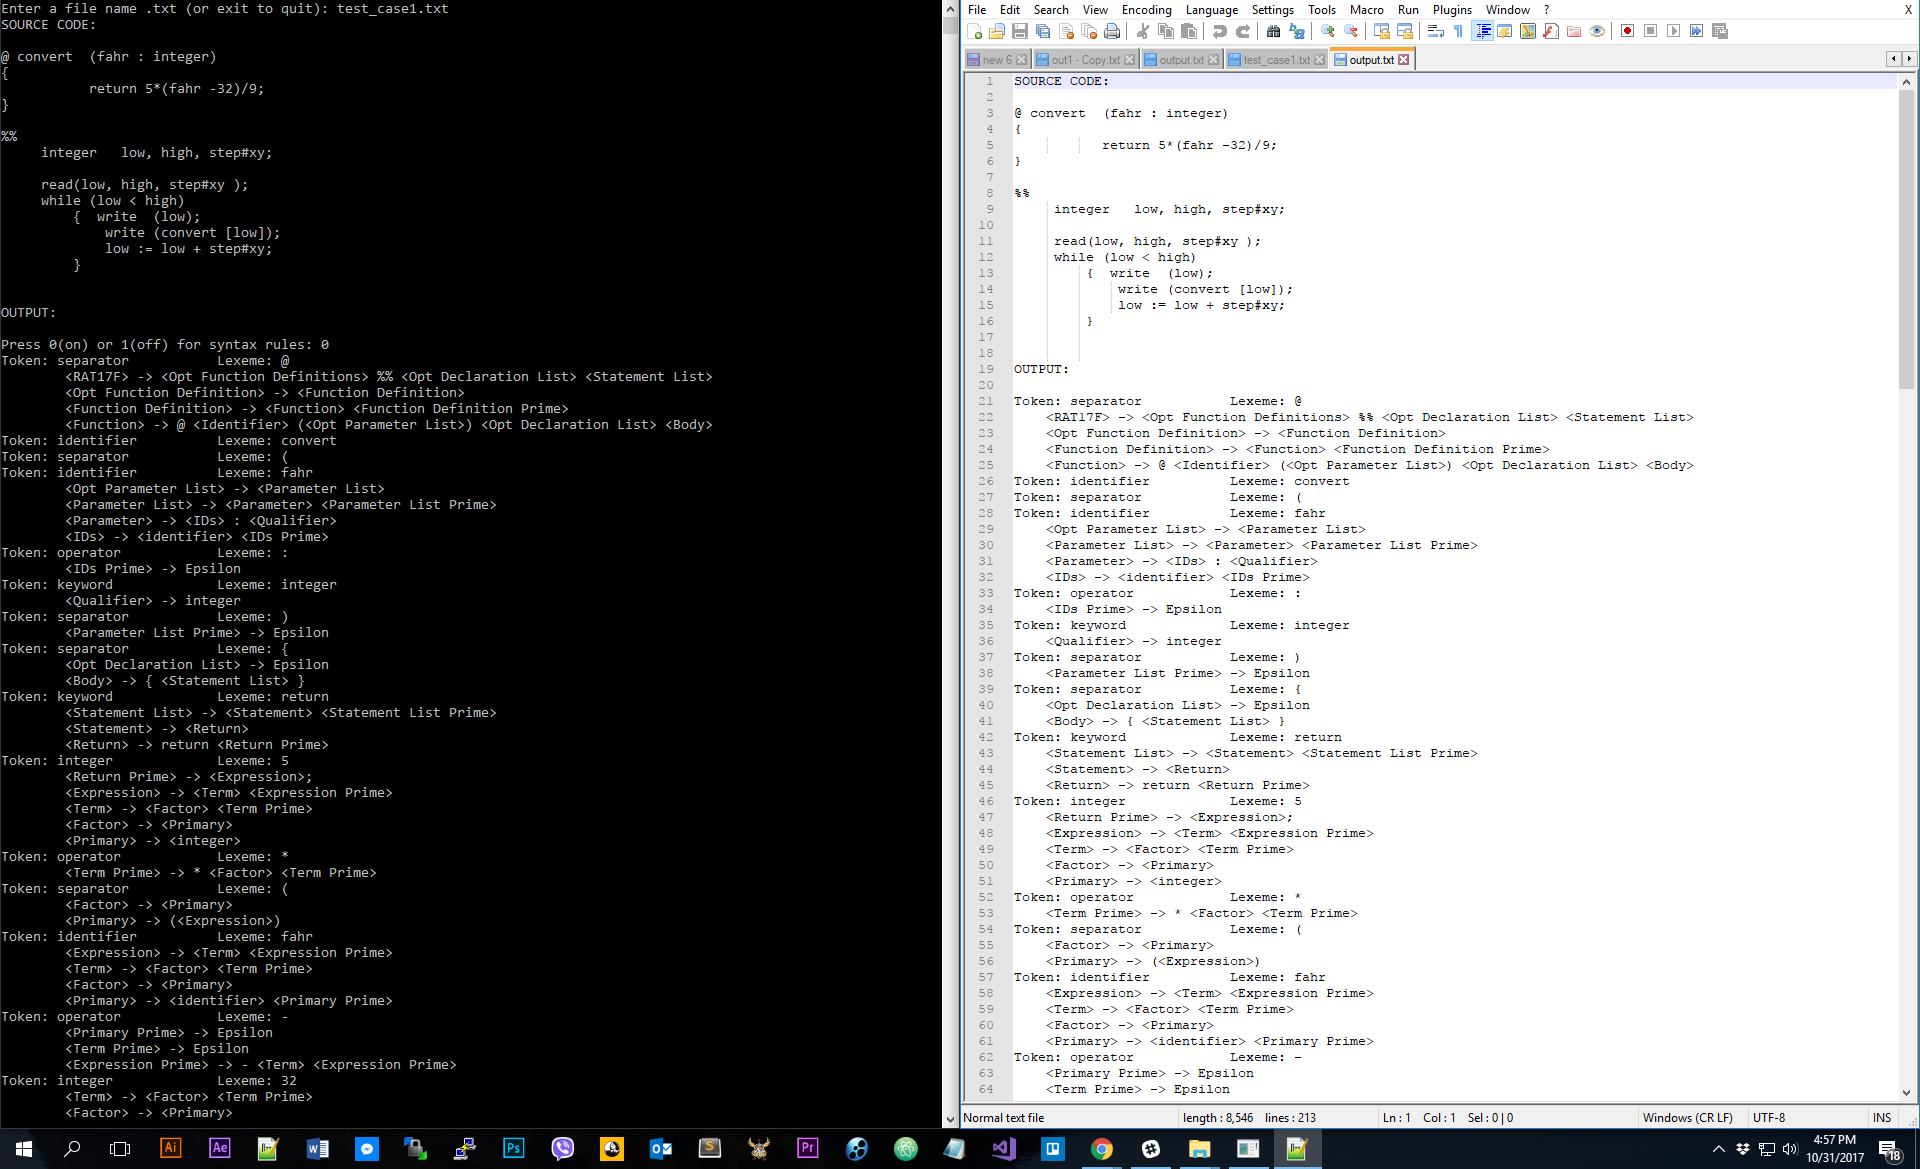 Enter a file name .txt (or exit to quit): test_case1.txt
SOURCE CODE:
@ convert  (fahr : integer)
{
           return 5*(fahr -32)/9;
}
%%
     integer   low, high, step#xy;
     read(low, high, step#xy );
     while (low < high)
         {  write  (low);
             write (convert [low]);
             low := low + step#xy;
         }
OUTPUT:
Press 0(on) or 1(off) for syntax rules: 0
Token: separator           Lexeme: @
        <RAT17F> -> <Opt Function Definitions> %% <Opt Declaration List> <Statement List>
        <Opt Function Definition> -> <Function Definition>
        <Function Definition> -> <Function> <Function Definition Prime>
        <Function> -> @ <Identifier> (<Opt Parameter List>) <Opt Declaration List> <Body>
Token: identifier          Lexeme: convert
Token: separator           Lexeme: (
Token: identifier          Lexeme: fahr
        <Opt Parameter List> -> <Parameter List>
        <Parameter List> -> <Parameter> <Parameter List Prime>
        <Parameter> -> <IDs> : <Qualifier>
        <IDs> -> <identifier> <IDs Prime>
Token: operator            Lexeme: :
        <IDs Prime> -> Epsilon
Token: keyword             Lexeme: integer
        <Qualifier> -> integer
Token: separator           Lexeme: )
        <Parameter List Prime> -> Epsilon
Token: separator           Lexeme: {
        <Opt Declaration List> -> Epsilon
        <Body> -> { <Statement List> }
Token: keyword             Lexeme: return
        <Statement List> -> <Statement> <Statement List Prime>
        <Statement> -> <Return>
        <Return> -> return <Return Prime>
Token: integer             Lexeme: 5
        <Return Prime> -> <Expression>;
        <Expression> -> <Term> <Expression Prime>
        <Term> -> <Factor> <Term Prime>
        <Factor> -> <Primary>
        <Primary> -> <integer>
Token: operator            Lexeme: *
        <Term Prime> -> * <Factor> <Term Prime>
Token: separator           Lexeme: (
        <Factor> -> <Primary>
        <Primary> -> (<Expression>)
Token: identifier          Lexeme: fahr
        <Expression> -> <Term> <Expression Prime>
        <Term> -> <Factor> <Term Prime>
        <Factor> -> <Primary>
        <Primary> -> <identifier> <Primary Prime>
Token: operator            Lexeme: -
        <Primary Prime> -> Epsilon
        <Term Prime> -> Epsilon
        <Expression Prime> -> - <Term> <Expression Prime>
Token: integer             Lexeme: 32
        <Term> -> <Factor> <Term Prime>
        <Factor> -> <Primary>
File Edit Search View Encoding Language Settings Tools Macro Run Plugins Window ? X
new 6 out1 - Copy.txt output.txt test_case1.txt output.txt
1 SOURCE CODE:
2
3 @ convert  (fahr : integer)
4 {
5            return 5*(fahr -32)/9;
6 }
7
8 %%
9      integer   low, high, step#xy;
10
11      read(low, high, step#xy );
12      while (low < high)
13          {  write  (low);
14              write (convert [low]);
15              low := low + step#xy;
16          }
17
18
19 OUTPUT:
20
21 Token: separator           Lexeme: @
22     <RAT17F> -> <Opt Function Definitions> %% <Opt Declaration List> <Statement List>
23     <Opt Function Definition> -> <Function Definition>
24     <Function Definition> -> <Function> <Function Definition Prime>
25     <Function> -> @ <Identifier> (<Opt Parameter List>) <Opt Declaration List> <Body>
26 Token: identifier          Lexeme: convert
27 Token: separator           Lexeme: (
28 Token: identifier          Lexeme: fahr
29     <Opt Parameter List> -> <Parameter List>
30     <Parameter List> -> <Parameter> <Parameter List Prime>
31     <Parameter> -> <IDs> : <Qualifier>
32     <IDs> -> <identifier> <IDs Prime>
33 Token: operator            Lexeme: :
34     <IDs Prime> -> Epsilon
35 Token: keyword             Lexeme: integer
36     <Qualifier> -> integer
37 Token: separator           Lexeme: )
38     <Parameter List Prime> -> Epsilon
39 Token: separator           Lexeme: {
40     <Opt Declaration List> -> Epsilon
41     <Body> -> { <Statement List> }
42 Token: keyword             Lexeme: return
43     <Statement List> -> <Statement> <Statement List Prime>
44     <Statement> -> <Return>
45     <Return> -> return <Return Prime>
46 Token: integer             Lexeme: 5
47     <Return Prime> -> <Expression>;
48     <Expression> -> <Term> <Expression Prime>
49     <Term> -> <Factor> <Term Prime>
50     <Factor> -> <Primary>
51     <Primary> -> <integer>
52 Token: operator            Lexeme: *
53     <Term Prime> -> * <Factor> <Term Prime>
54 Token: separator           Lexeme: (
55     <Factor> -> <Primary>
56     <Primary> -> (<Expression>)
57 Token: identifier          Lexeme: fahr
58     <Expression> -> <Term> <Expression Prime>
59     <Term> -> <Factor> <Term Prime>
60     <Factor> -> <Primary>
61     <Primary> -> <identifier> <Primary Prime>
62 Token: operator            Lexeme: -
63     <Primary Prime> -> Epsilon
64     <Term Prime> -> Epsilon
Normal text file length : 8,546 lines : 213 Ln : 1 Col : 1 Sel : 0 | 0 Windows (CR LF) UTF-8 INS
Ai Ae Ps Pr
4:57 PM
10/31/2017
18